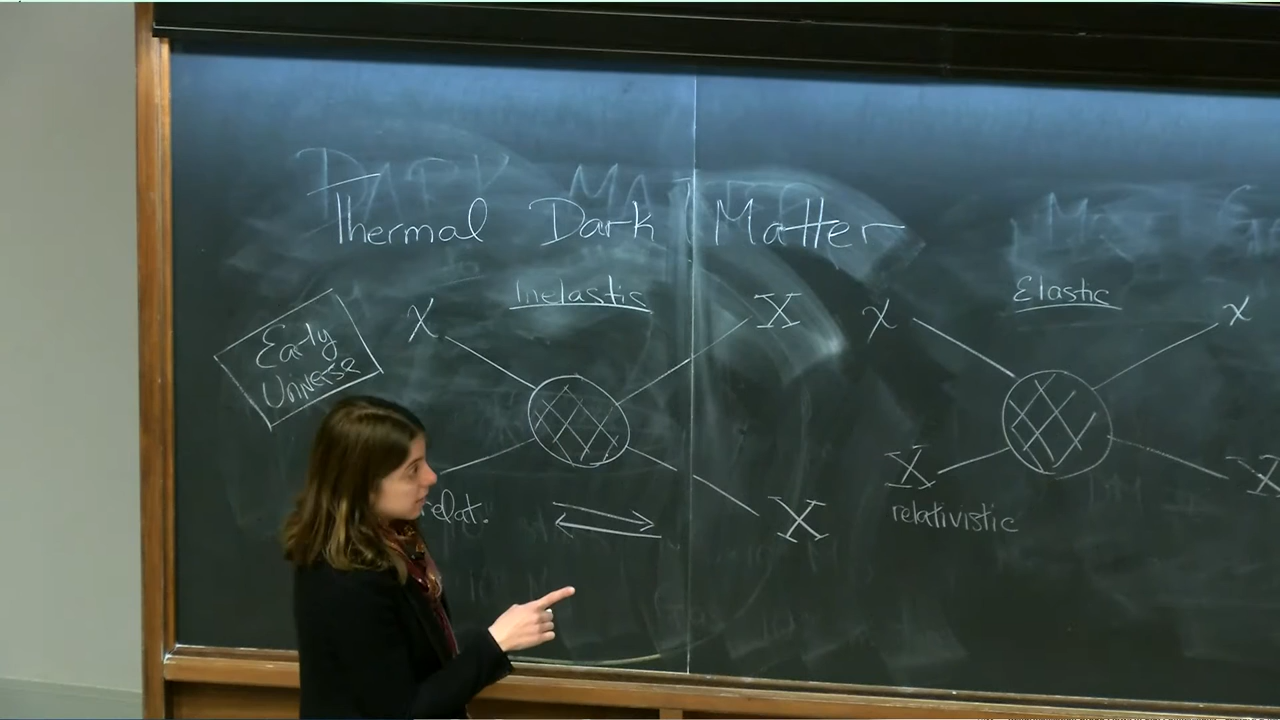 Thermal Dark Matter
Early
Universe
Inelastic
χ
X
relat.
X
Elastic
χ
χ
X
relativistic
X